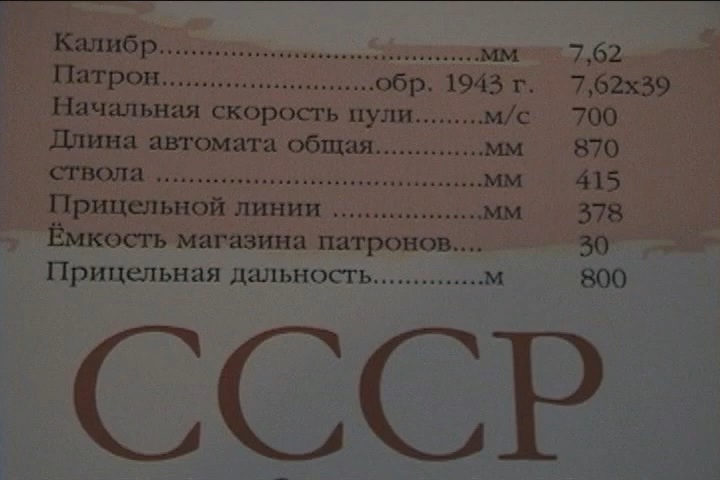 Калибр.......................................мм 7,62
Патрон..........................обр. 1943 г. 7,62х39
Начальная скорость пули.........м/с 700
Длина автомата общая..............мм 870
ствола ........................................мм 415
Прицельной линии ..................мм 378
Ёмкость магазина патронов.... 30
Прицельная дальность..............м 800
СССР